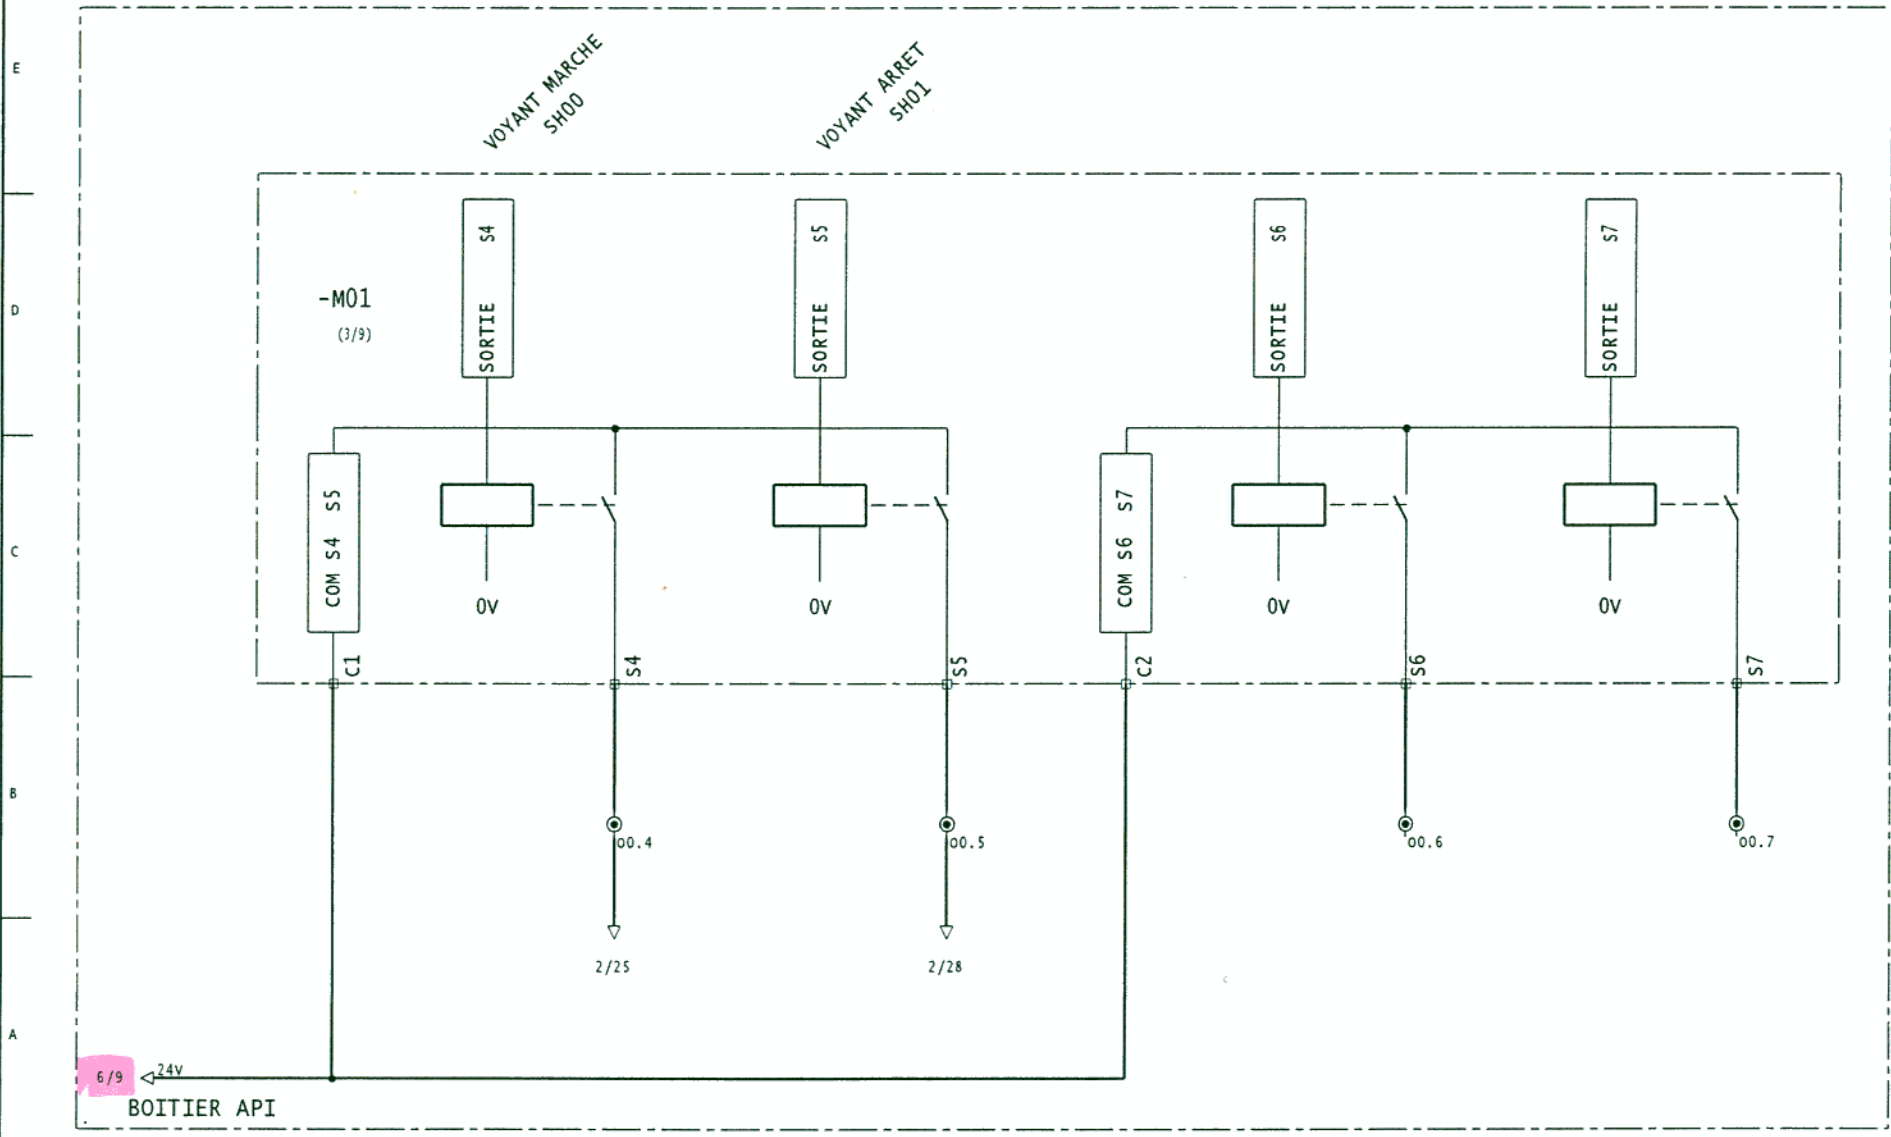 E
VOYANT MARCHE
SH00
VOYANT ARRET
SH01
D
-M01
(3/9)
SORTIE S4
SORTIE S5
SORTIE S6
SORTIE S7
C
COM S4 S5
0V
0V
COM S6 S7
0V
0V
C1
S4
S5
C2
S6
S7
B
00.4
00.5
00.6
00.7
2/25
2/28
A
6/9
24V
BOITIER API